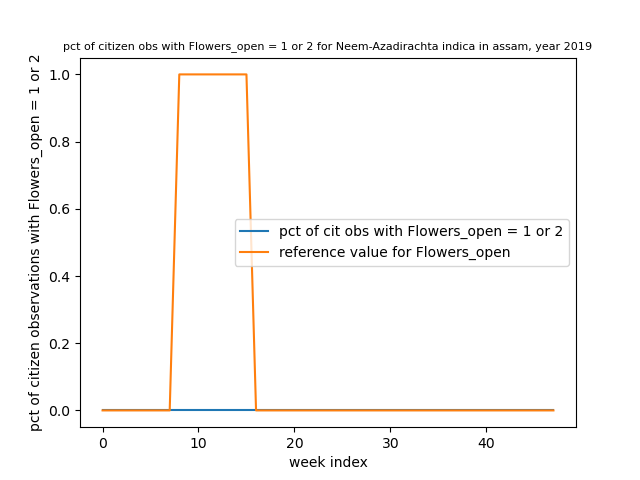 pct of citizen obs with Flowers_open = 1 or 2 for Neem-Azadirachta indica in assam, year 2019
pct of citizen observations with Flowers_open = 1 or 2
1.0
0.8
0.6
0.4
0.2
0.0
pct of cit obs with Flowers_open = 1 or 2
reference value for Flowers_open
0 10 20 30 40
week index